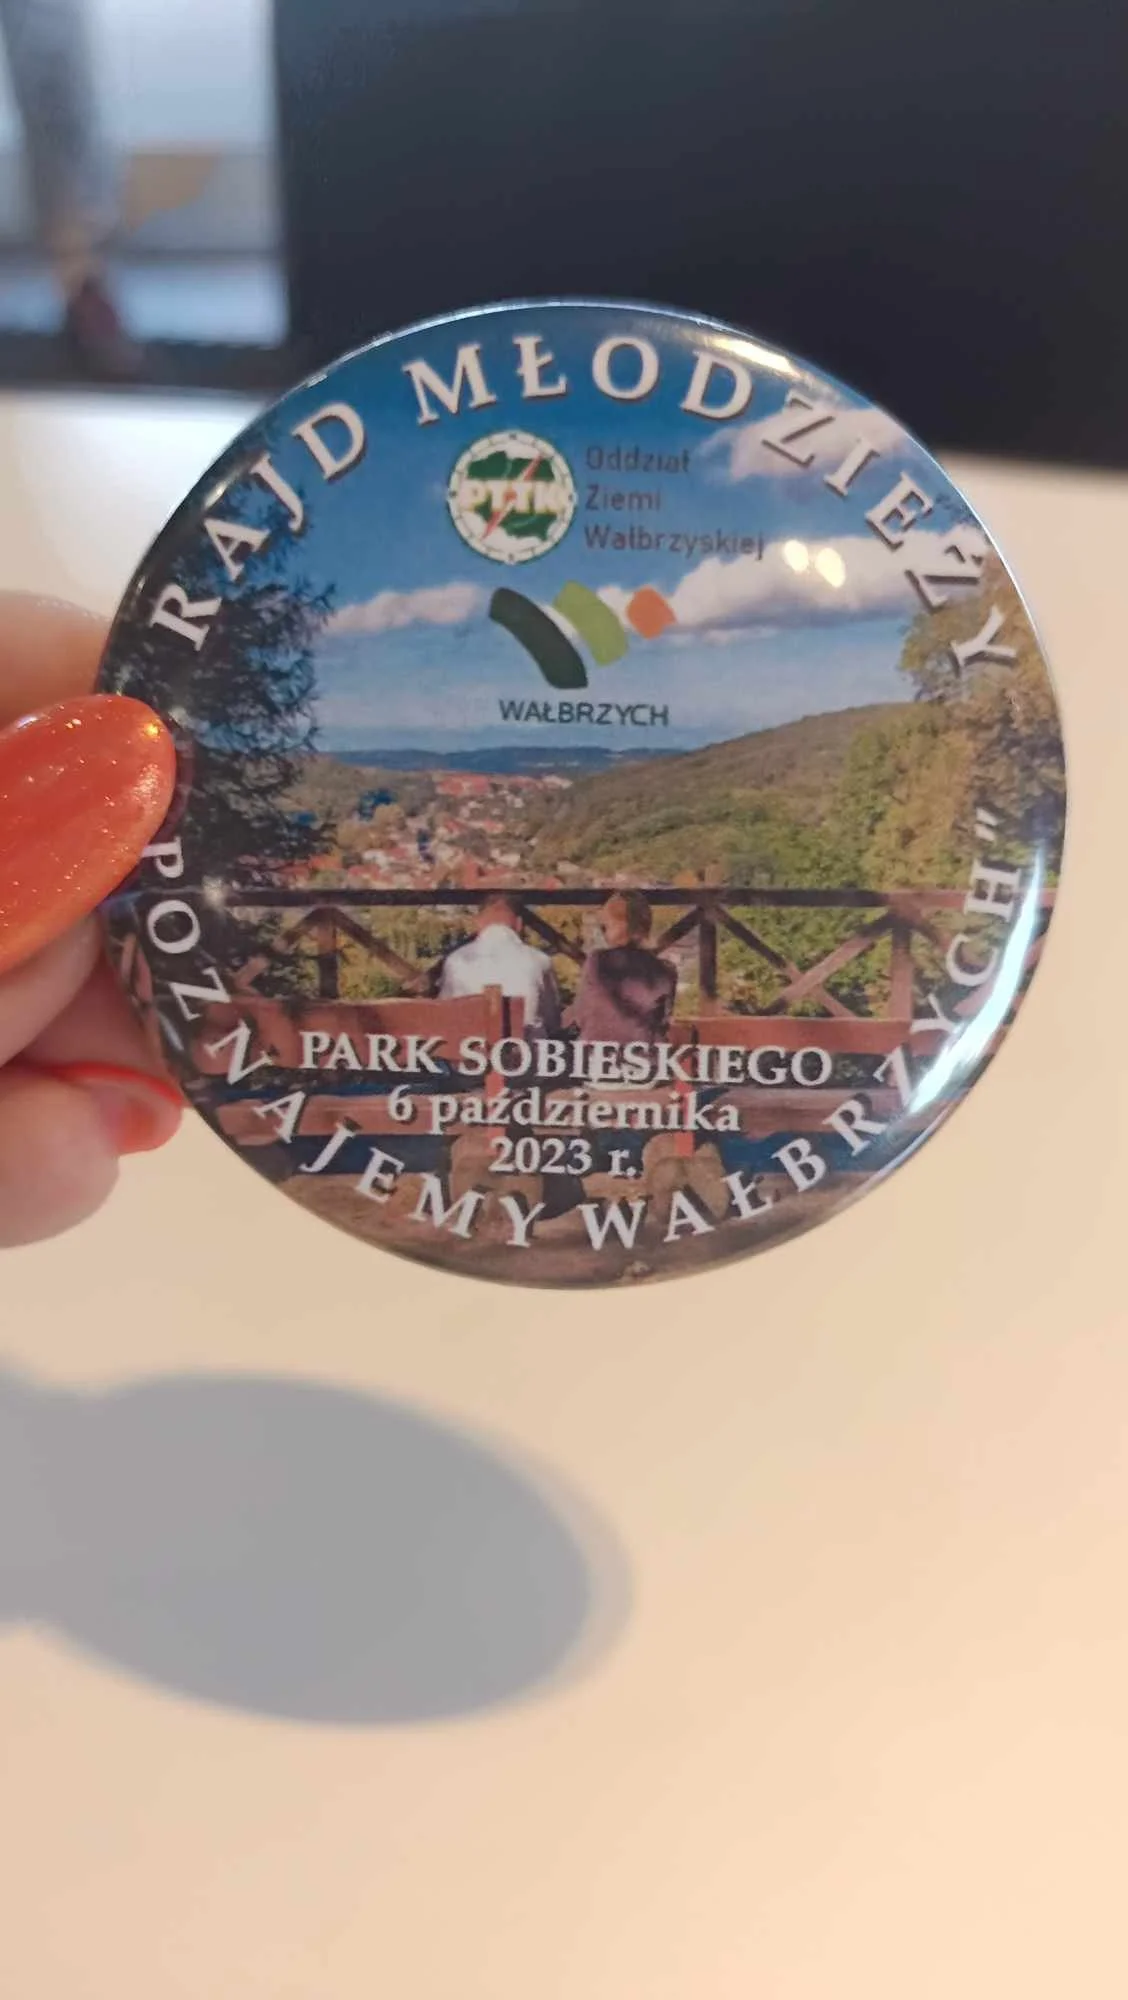 RAJD MŁODZIEŻY
PTTK
Oddział
Ziemi
Wałbrzyskiej
WAŁBRZYCH
PARK SOBIESKIEGO
6 października
2023 r.
POZNAJEMY WAŁBRZYCH”